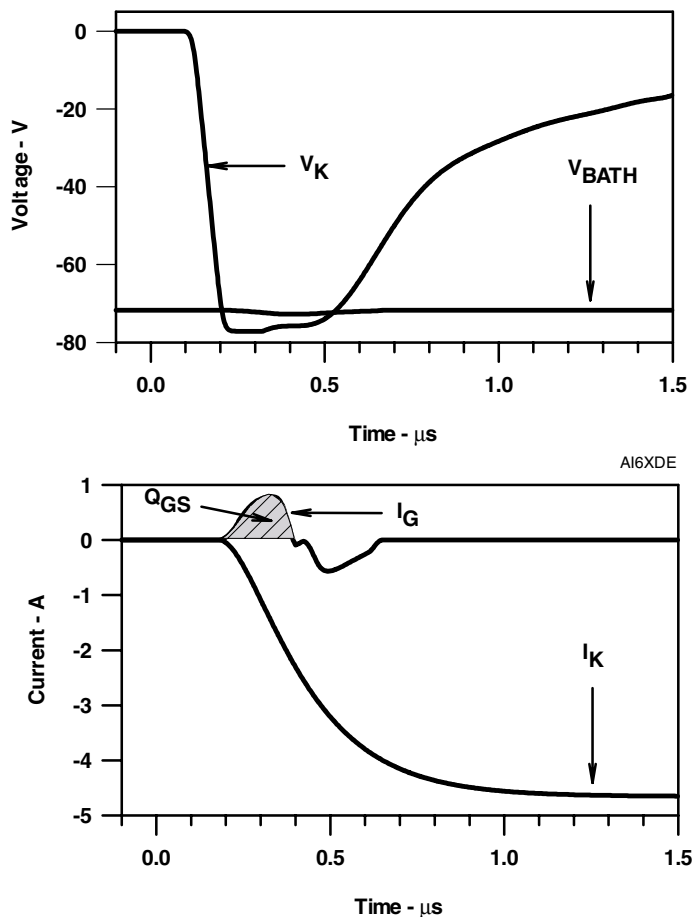 0
-20
-40
-60
-80
Voltage - V
V_K
V_BATH
0.0 0.5 1.0 1.5
Time - μs
AI6XDE
1
0
-1
-2
-3
-4
-5
Current - A
Q_GS
I_G
I_K
0.0 0.5 1.0 1.5
Time - μs